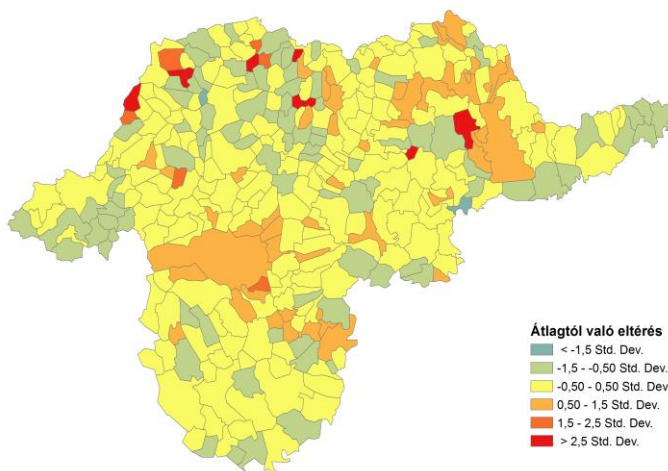 Átlagtól való eltérés
< -1,5 Std. Dev.
-1,5 - -0,50 Std. Dev.
-0,50 - 0,50 Std. Dev.
0,50 - 1,5 Std. Dev.
1,5 - 2,5 Std. Dev.
> 2,5 Std. Dev.